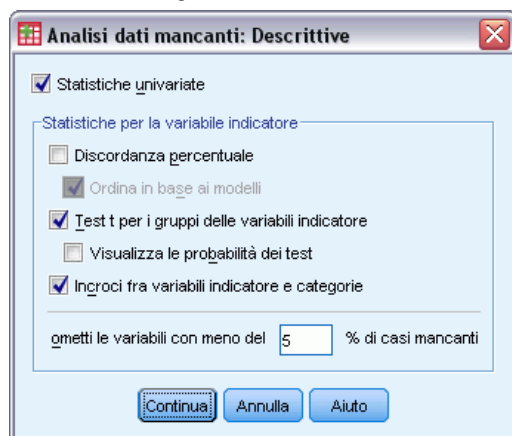 Analisi dati mancanti: Descrittive
Statistiche univariate
Statistiche per la variabile indicatore
Discordanza percentuale
Ordina in base ai modelli
Test t per i gruppi delle variabili indicatore
Visualizza le probabilità dei test
Incroci fra variabili indicatore e categorie
ometti le variabili con meno del 5 % di casi mancanti
Continua Annulla Aiuto